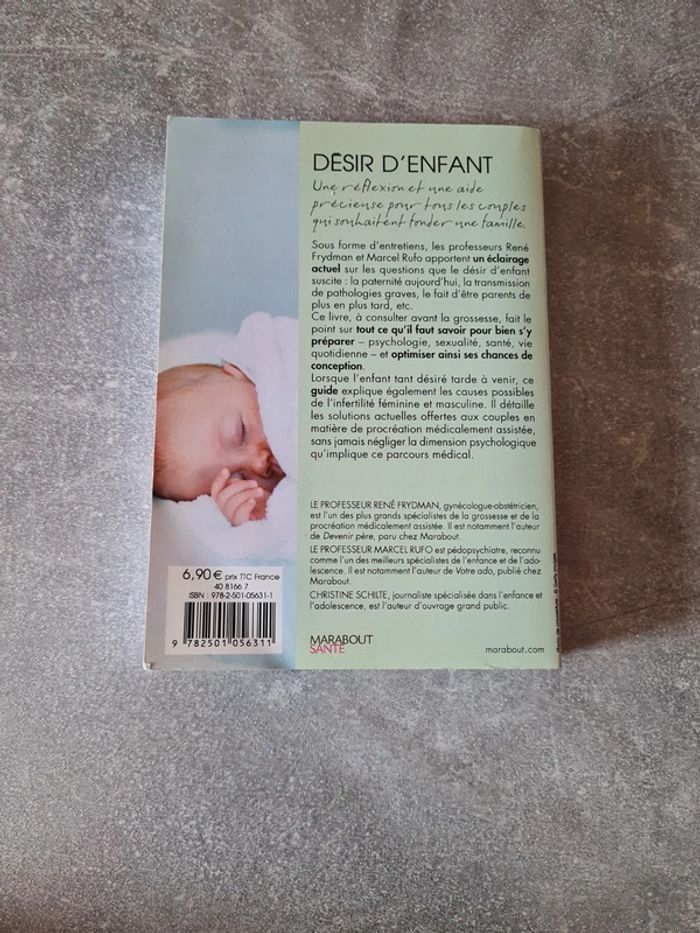 DÉSIR D'ENFANT
Une réflexion et une aide
précieuse pour tous les couples
qui souhaitent fonder une famille.
Sous forme d'entretiens, les professeurs René
Frydman et Marcel Rufo apportent un éclairage
actuel sur les questions que le désir d'enfant
suscite : la paternité aujourd'hui, la transmission
de pathologies graves, le fait d'être parents de
plus en plus tard, etc.
Ce livre, à consulter avant la grossesse, fait le
point sur tout ce qu'il faut savoir pour bien s'y
préparer – psychologie, sexualité, santé, vie
quotidienne – et optimiser ainsi ses chances de
conception.
Lorsque l'enfant tant désiré tarde à venir, ce
guide explique également les causes possibles
de l'infertilité féminine et masculine. Il détaille
les solutions actuelles offertes aux couples en
matière de procréation médicalement assistée,
sans jamais négliger la dimension psychologique
qu'implique ce parcours médical.
LE PROFESSEUR RENÉ FRYDMAN, gynécologue-obstétricien,
est l'un des plus grands spécialistes de la grossesse et de la
procréation médicalement assistée. Il est notamment l'auteur
de Devenir père, paru chez Marabout.
LE PROFESSEUR MARCEL RUFO est pédopsychiatre, reconnu
comme l'un des meilleurs spécialistes de l'enfance et de l'ado-
lescence. Il est notamment l'auteur de Votre ado, publié chez
Marabout.
CHRISTINE SCHILTE, journaliste spécialisée dans l'enfance et
l'adolescence, est l'auteur d'ouvrage grand public.
6,90 € prix TTC France
40 8166 7
ISBN : 978-2-501-05631-1
9 782501 056311
MARABOUT
SANTÉ
marabout.com